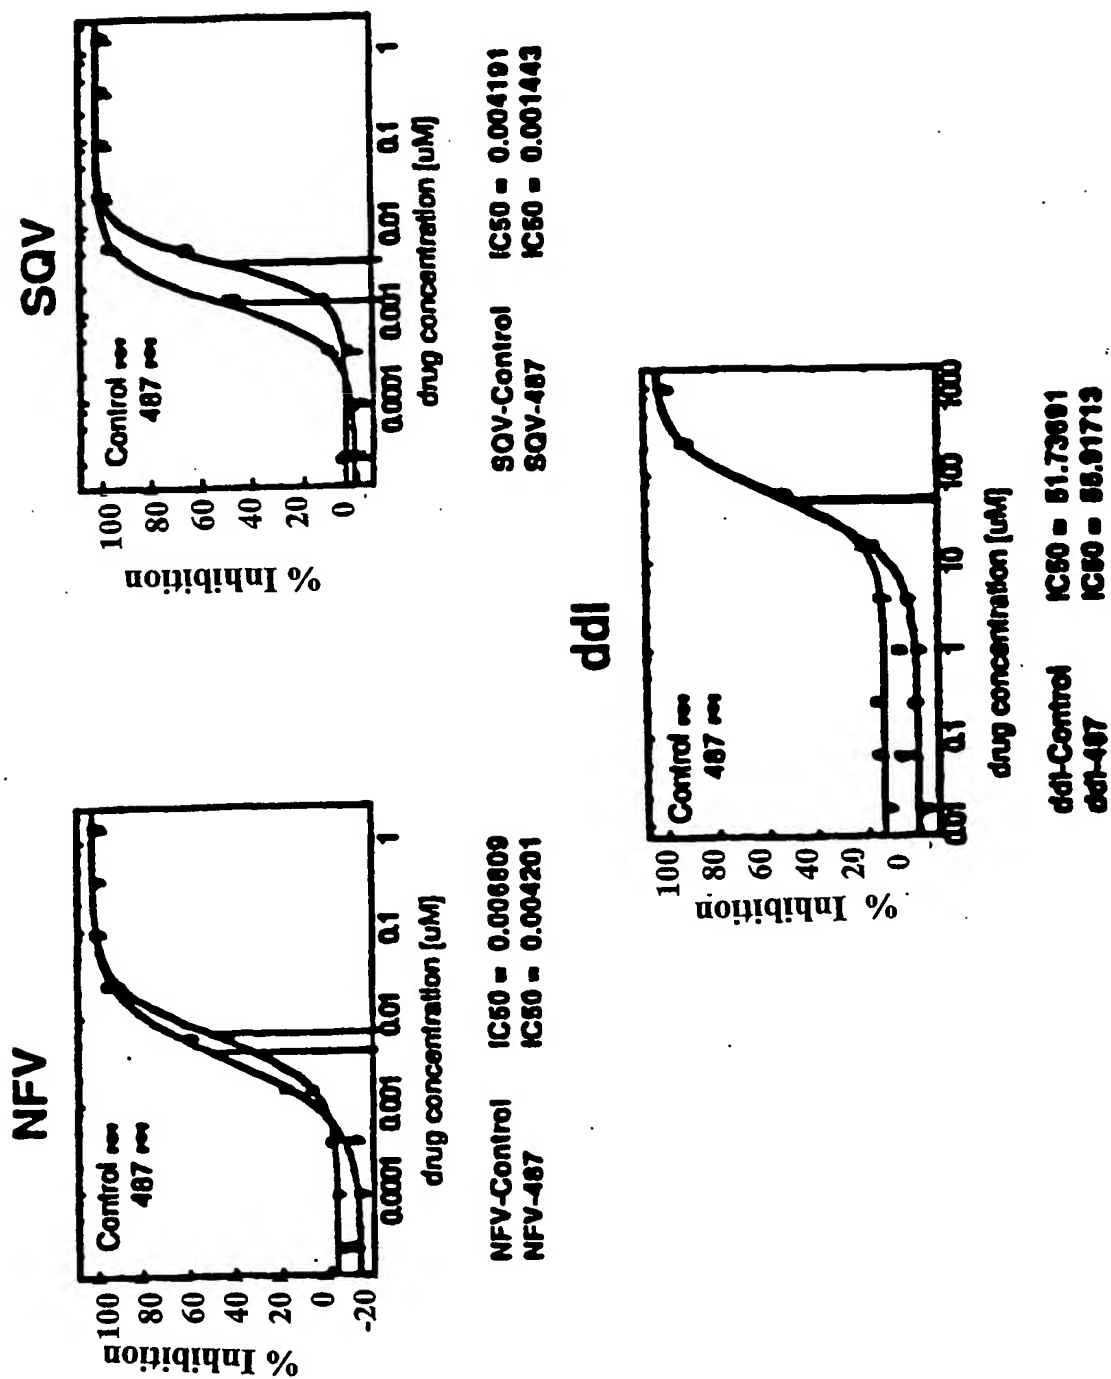 NFV
Control
487
% Inhibition
100
80
60
40
20
0
-20
0.0001
0.001
0.01
0.1
1
drug concentration [uM]
NFV-Control IC50 = 0.006809
NFV-487 IC50 = 0.004201
SQV
Control
487
% Inhibition
100
80
60
40
20
0
0.0001
0.001
0.01
0.1
1
drug concentration [uM]
SQV-Control IC50 = 0.004191
SQV-487 IC50 = 0.001443
ddI
Control
487
% Inhibition
100
80
60
40
20
0
0.01
0.1
1
10
100
1000
drug concentration [uM]
ddI-Control IC50 =
ddI-487 IC50 =